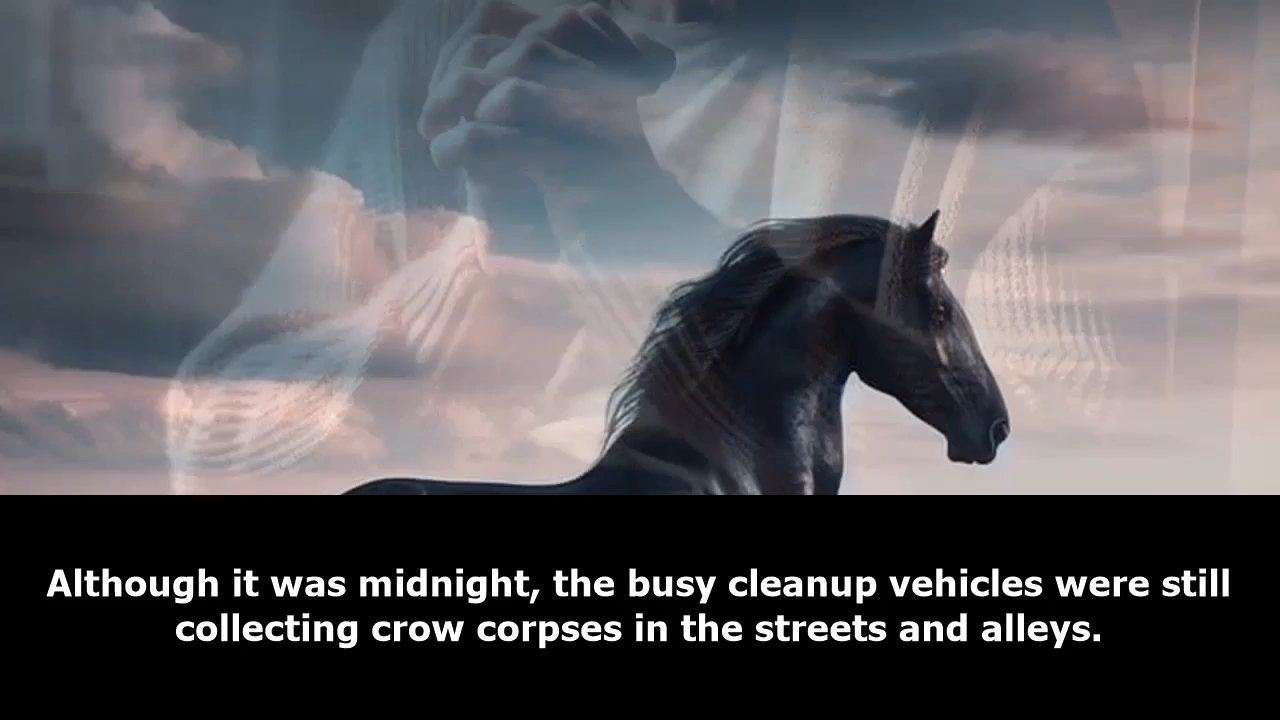 Although it was midnight, the busy cleanup vehicles were still
collecting crow corpses in the streets and alleys.